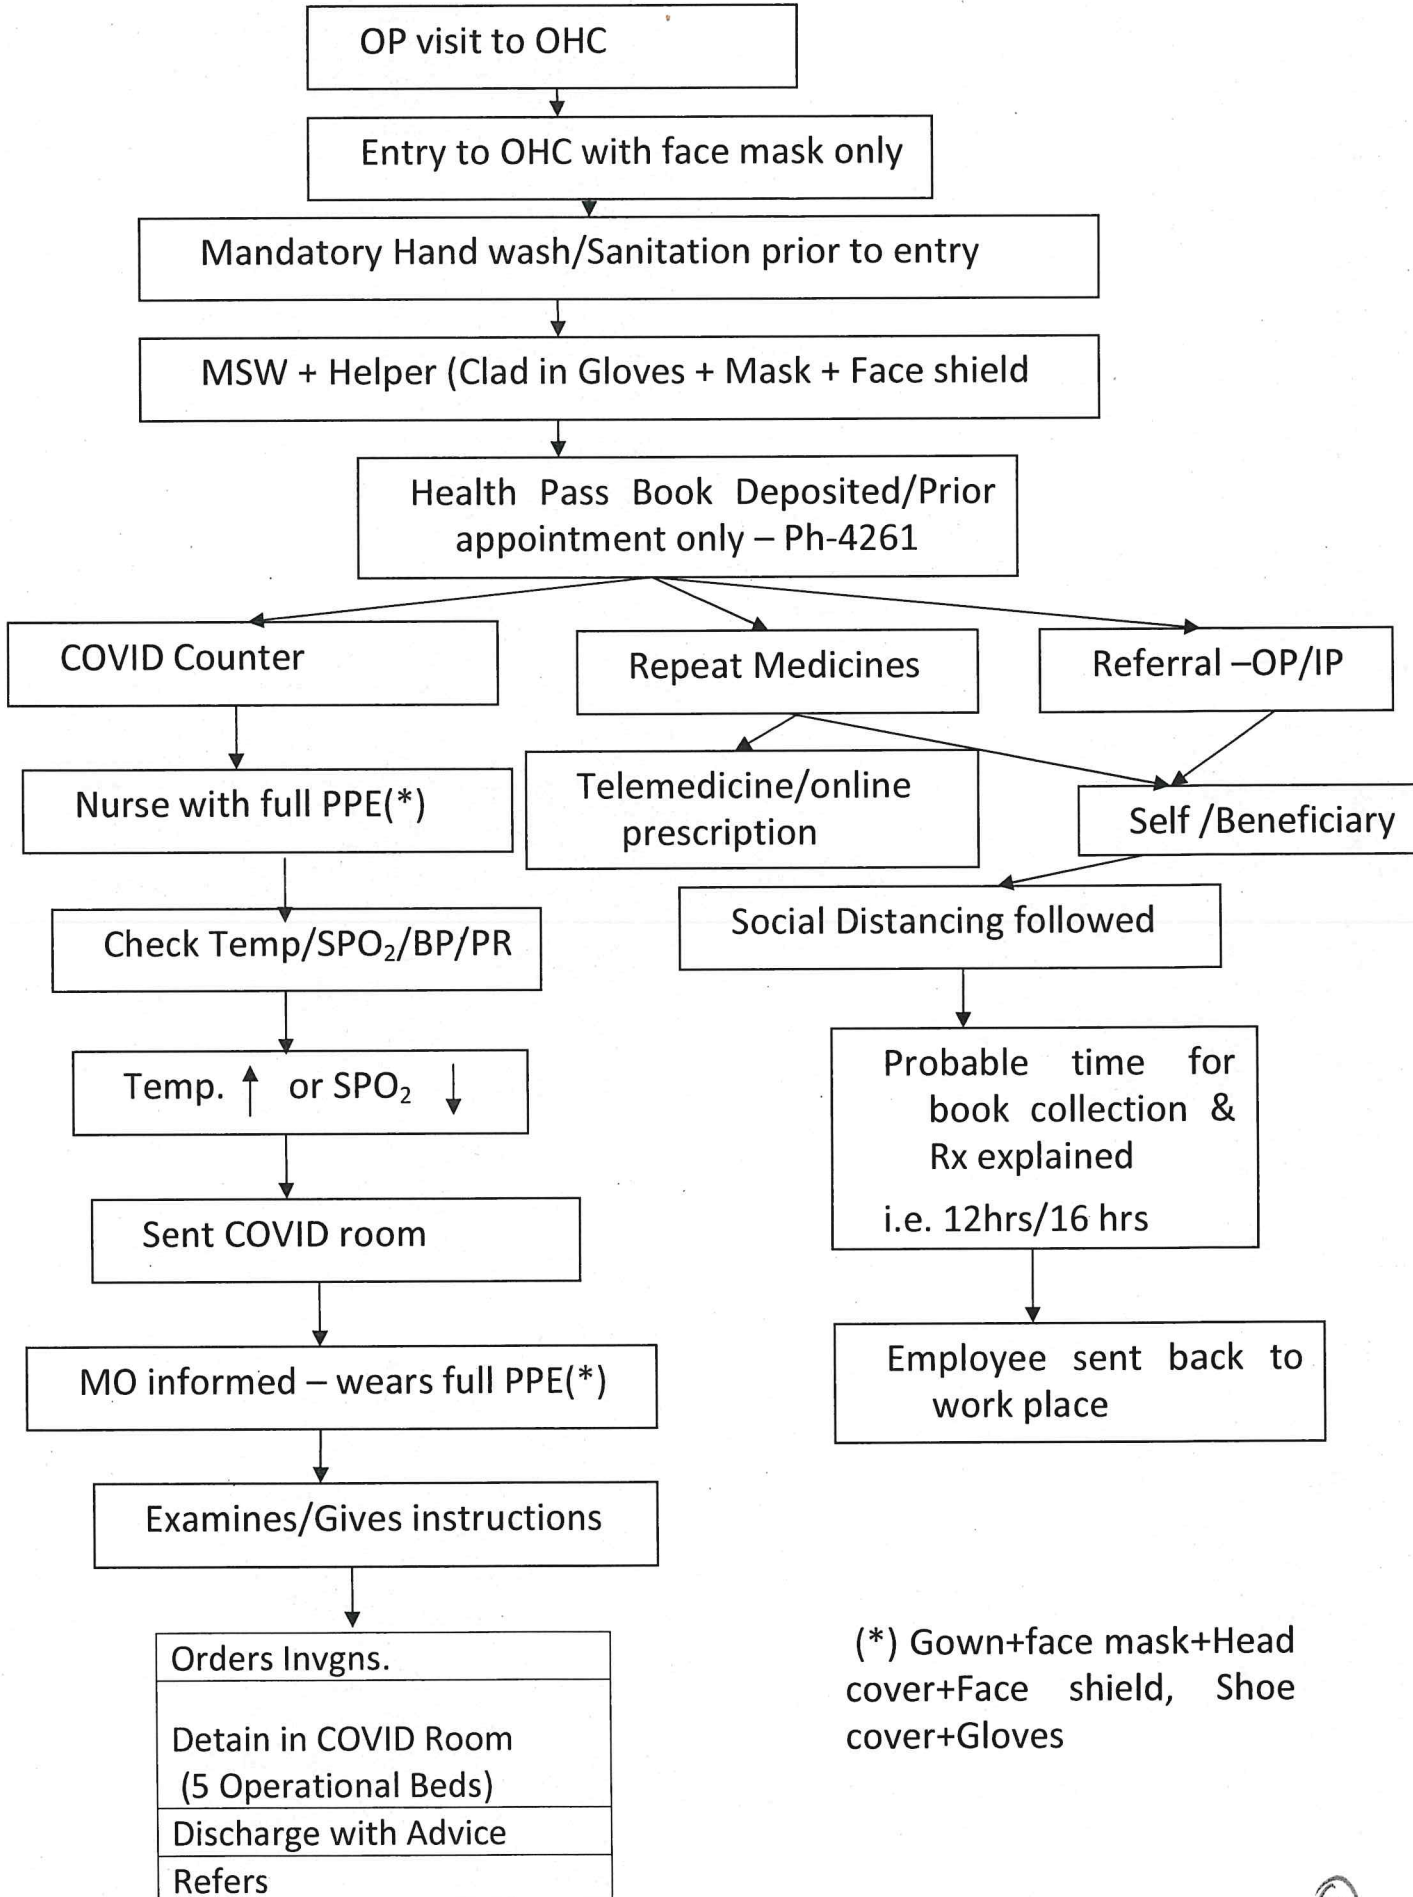 OP visit to OHC
Entry to OHC with face mask only
Mandatory Hand wash/Sanitation prior to entry
MSW + Helper (Clad in Gloves + Mask + Face shield
Health Pass Book Deposited/Prior
appointment only – Ph-4261
COVID Counter
Repeat Medicines
Referral –OP/IP
Nurse with full PPE(*)
Telemedicine/online
prescription
Self /Beneficiary
Check Temp/SPO₂/BP/PR
Social Distancing followed
Temp. ↑ or SPO₂ ↓
Probable time for
book collection &
Rx explained
i.e. 12hrs/16 hrs
Sent COVID room
MO informed – wears full PPE(*)
Employee sent back to
work place
Examines/Gives instructions
Orders Invgns.
Detain in COVID Room
(5 Operational Beds)
Discharge with Advice
Refers
(*) Gown+face mask+Head
cover+Face shield, Shoe
cover+Gloves